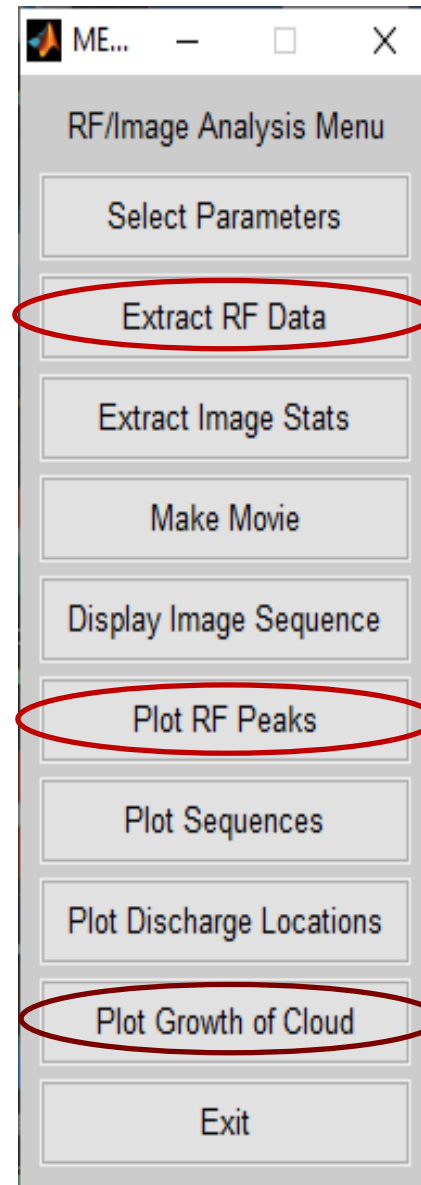 ME...
RF/Image Analysis Menu
Select Parameters
Extract RF Data
Extract Image Stats
Make Movie
Display Image Sequence
Plot RF Peaks
Plot Sequences
Plot Discharge Locations
Plot Growth of Cloud
Exit